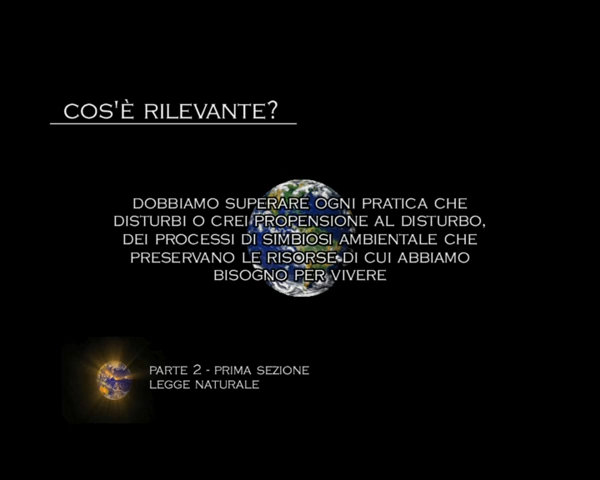 COS'È RILEVANTE?
DOBBIAMO SUPERARE OGNI PRATICA CHE
DISTURBI O CREI PROPENSIONE AL DISTURBO,
DEI PROCESSI DI SIMBIOSI AMBIENTALE CHE
PRESERVANO LE RISORSE DI CUI ABBIAMO
BISOGNO PER VIVERE
PARTE 2 - PRIMA SEZIONE
LEGGE NATURALE